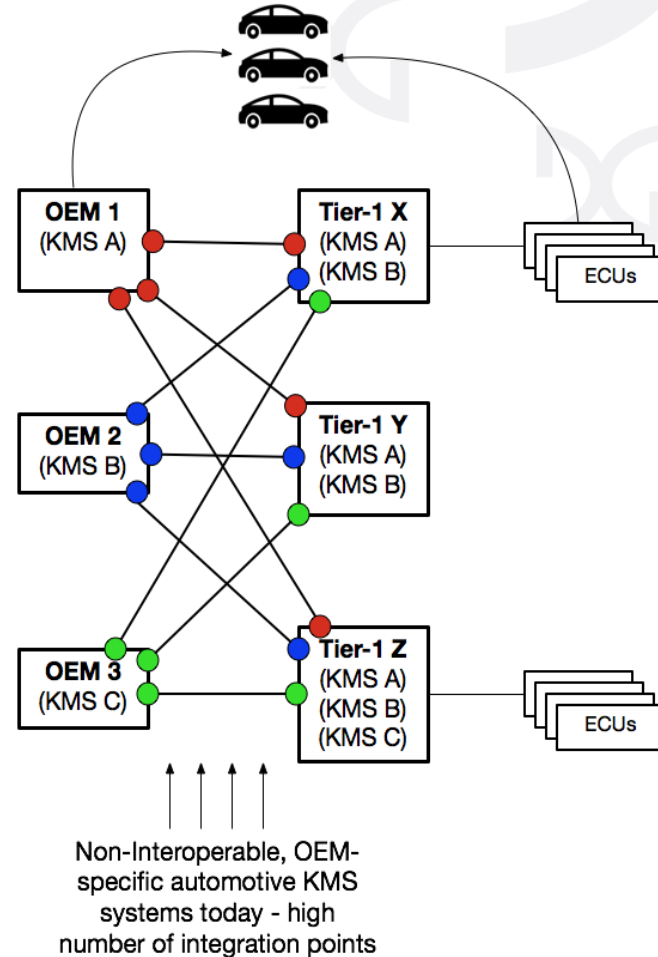 OEM 1
(KMS A)
Tier-1 X
(KMS A)
(KMS B)
ECUs
OEM 2
(KMS B)
Tier-1 Y
(KMS A)
(KMS B)
OEM 3
(KMS C)
Tier-1 Z
(KMS A)
(KMS B)
(KMS C)
ECUs
Non-Interoperable, OEM-
specific automotive KMS
systems today - high
number of integration points